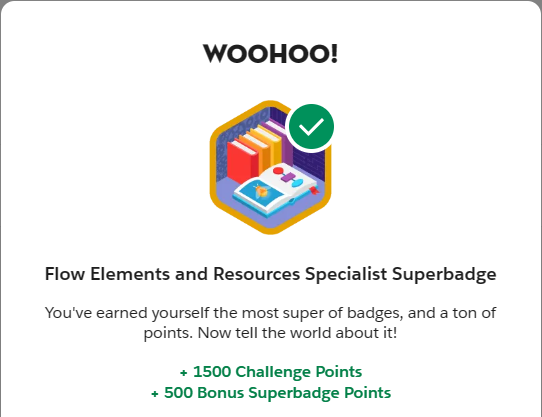 WOOHOO!
Flow Elements and Resources Specialist Superbadge
You've earned yourself the most super of badges, and a ton of
points. Now tell the world about it!
+ 1500 Challenge Points
+ 500 Bonus Superbadge Points